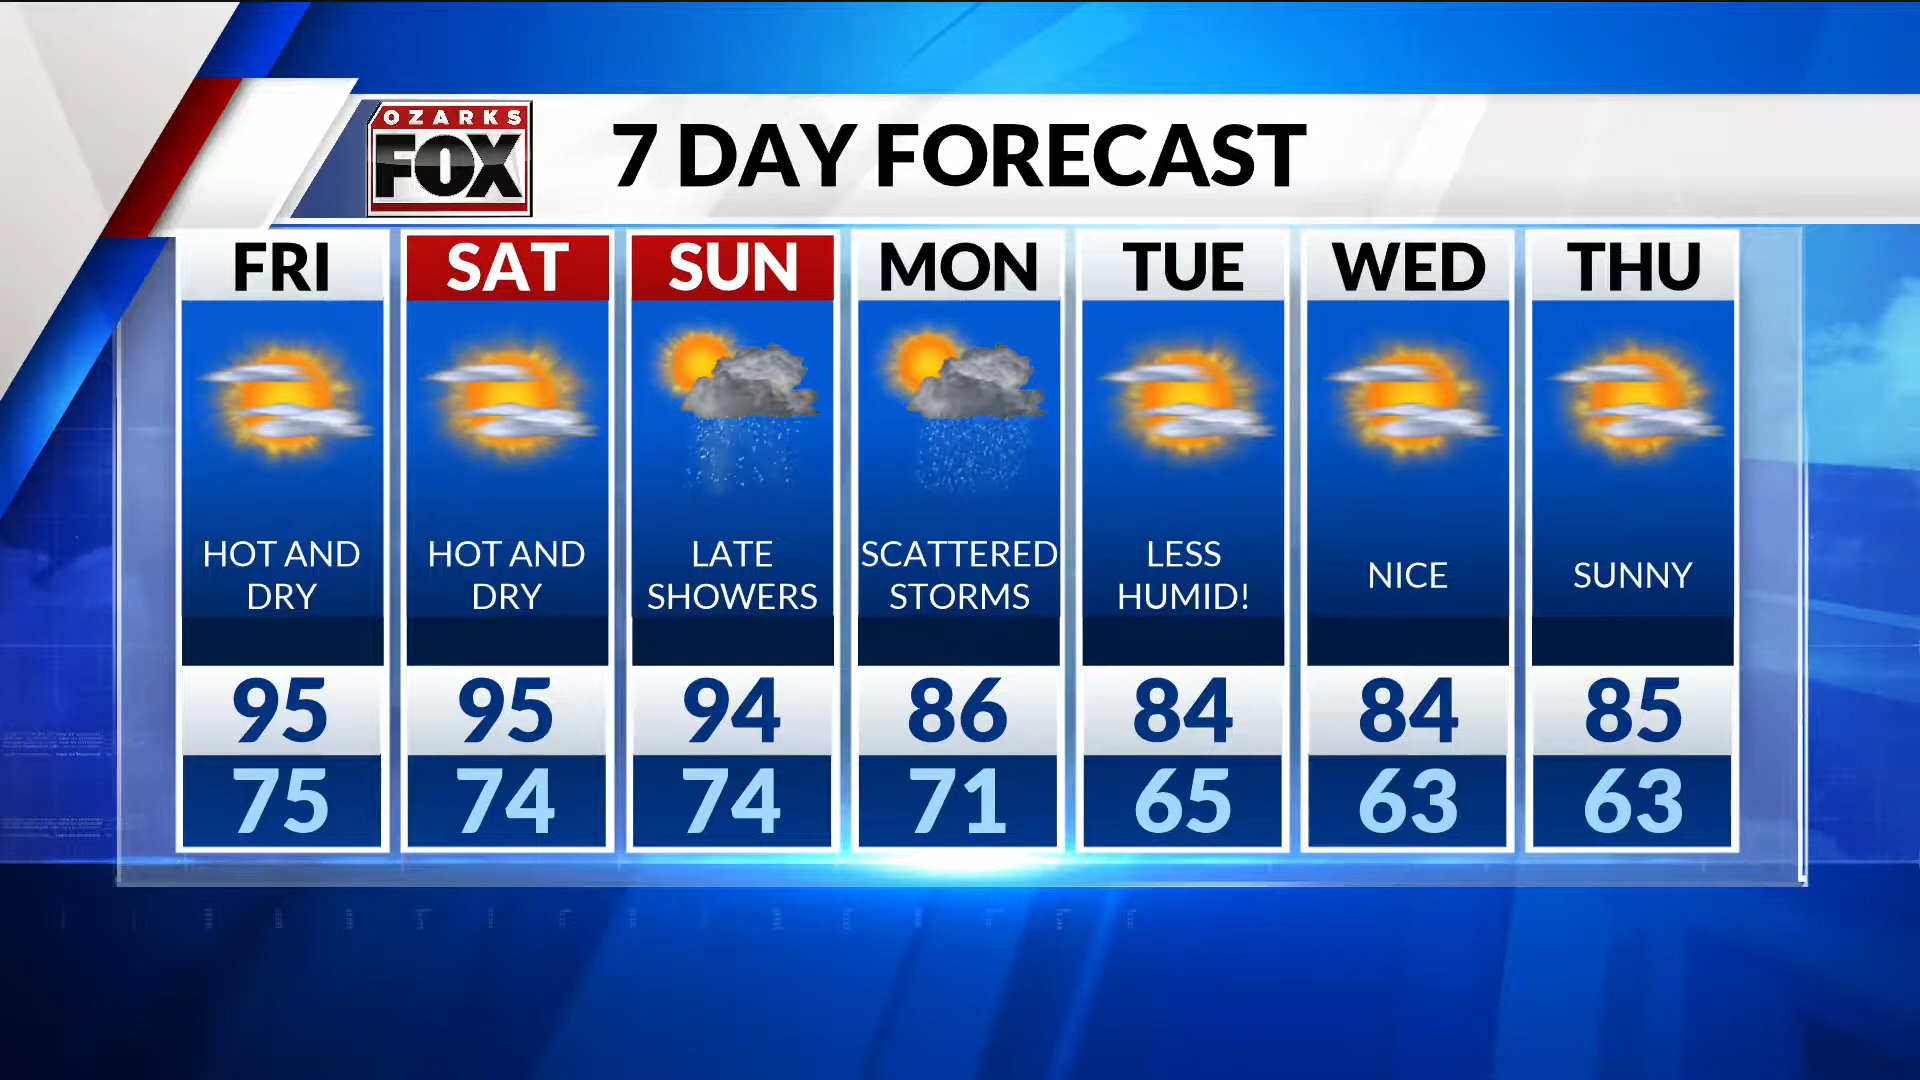 OZARKS
FOX
7 DAY FORECAST
FRI
HOT AND
DRY
95
75
SAT
HOT AND
DRY
95
74
SUN
LATE
SHOWERS
94
74
MON
SCATTERED
STORMS
86
71
TUE
LESS
HUMID!
84
65
WED
NICE
84
63
THU
SUNNY
85
63